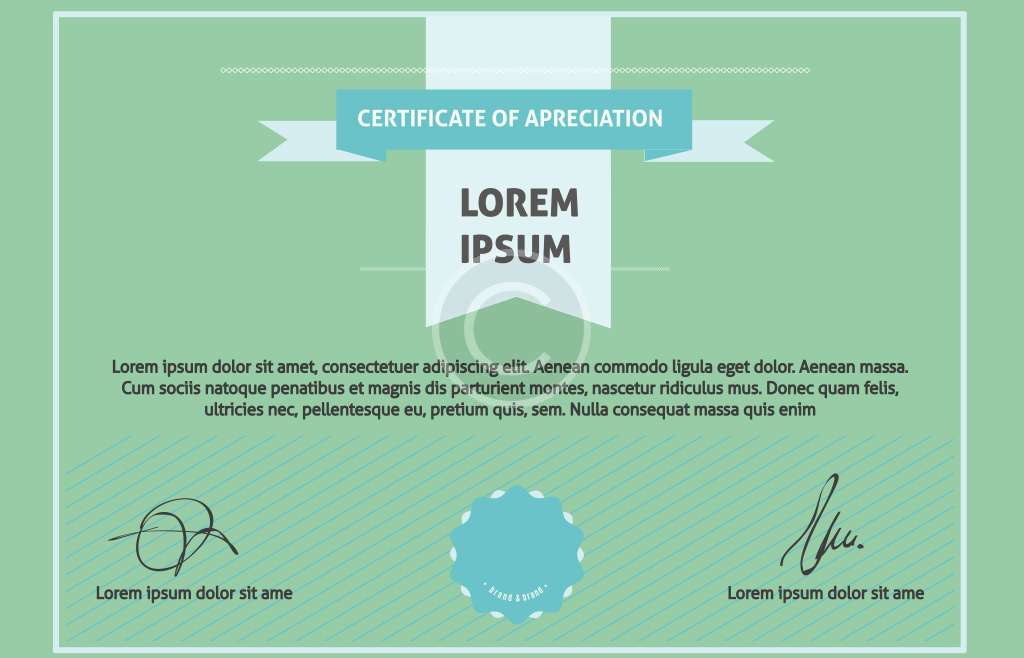 CERTIFICATE OF APRECIATION
LOREM
IPSUM
©
Lorem ipsum dolor sit amet, consectetuer adipiscing elit. Aenean commodo ligula eget dolor. Aenean massa.
Cum sociis natoque penatibus et magnis dis parturient montes, nascetur ridiculus mus. Donec quam felis,
ultricies nec, pellentesque eu, pretium quis, sem. Nulla consequat massa quis enim
Lorem ipsum dolor sit ame
• brand & brand •
Lorem ipsum dolor sit ame